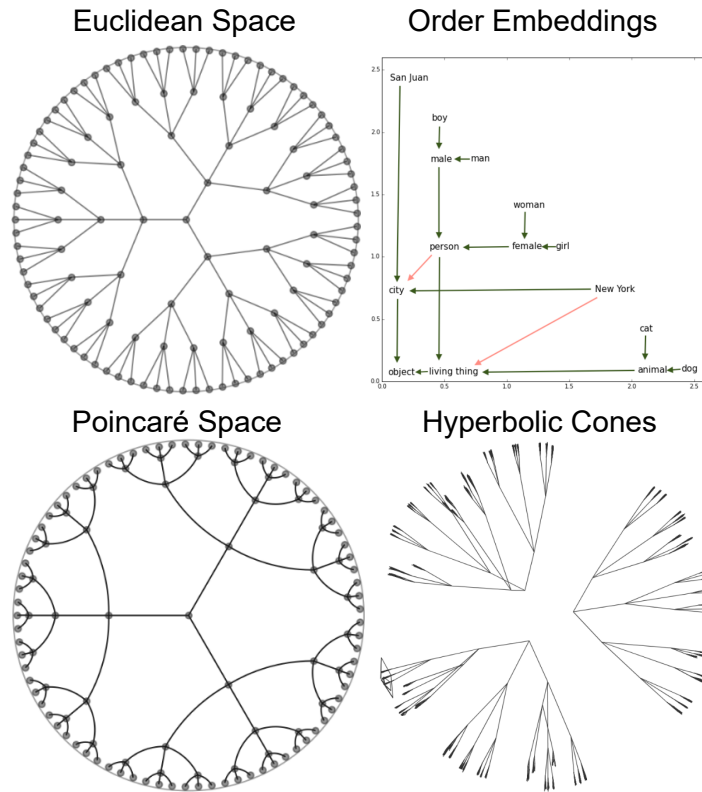 Euclidean Space
Order Embeddings
2.5
San Juan
boy
2.0
male
man
1.5
woman
person
female
girl
1.0
city
New York
0.5
cat
object
living thing
animal
dog
0.0
0.0
0.5
1.0
1.5
2.0
2.5
Poincaré Space
Hyperbolic Cones